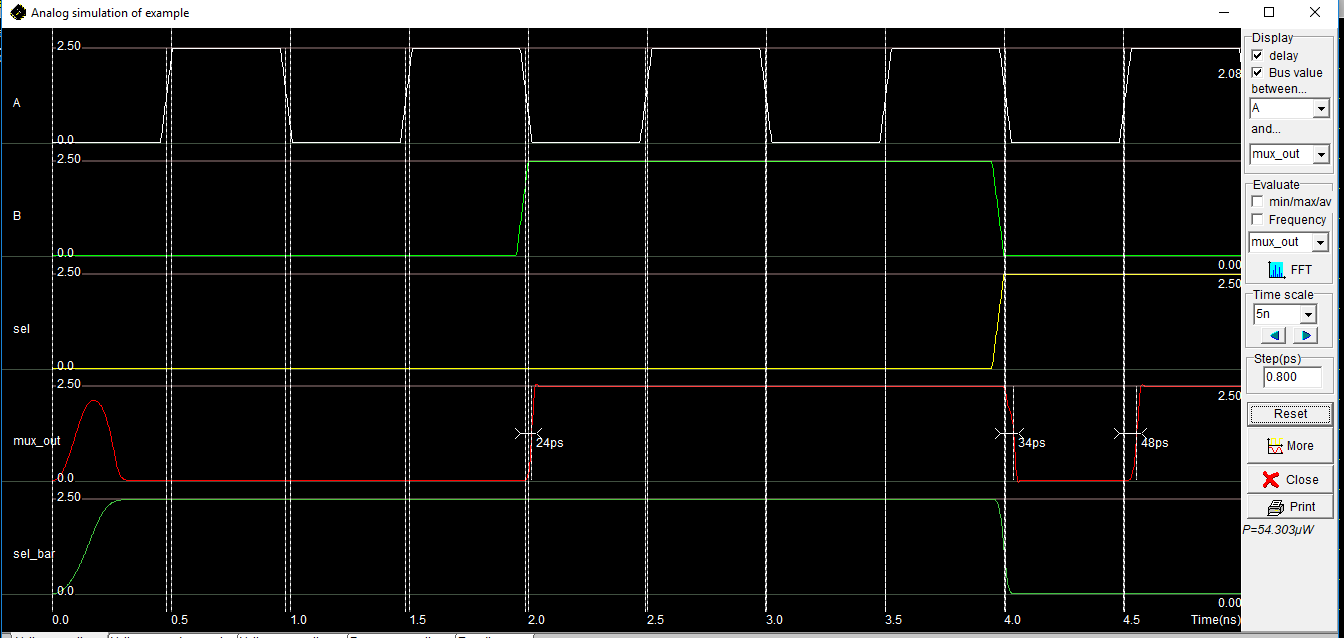 Analog simulation of example
2.50
A
0.0
2.50
B
0.0
2.50
sel
0.0
2.50
mux_out
0.0
2.50
sel_bar
0.0
24ps
34ps
48ps
2.08
0.00
2.50
2.50
0.00
0.0 0.5 1.0 1.5 2.0 2.5 3.0 3.5 4.0 4.5 Time(ns)
Display
delay
Bus value
between...
A
and...
mux_out
Evaluate
min/max/av
Frequency
mux_out
FFT
Time scale
5n
Step(ps)
0.800
Reset
More
Close
Print
P=54.303µW